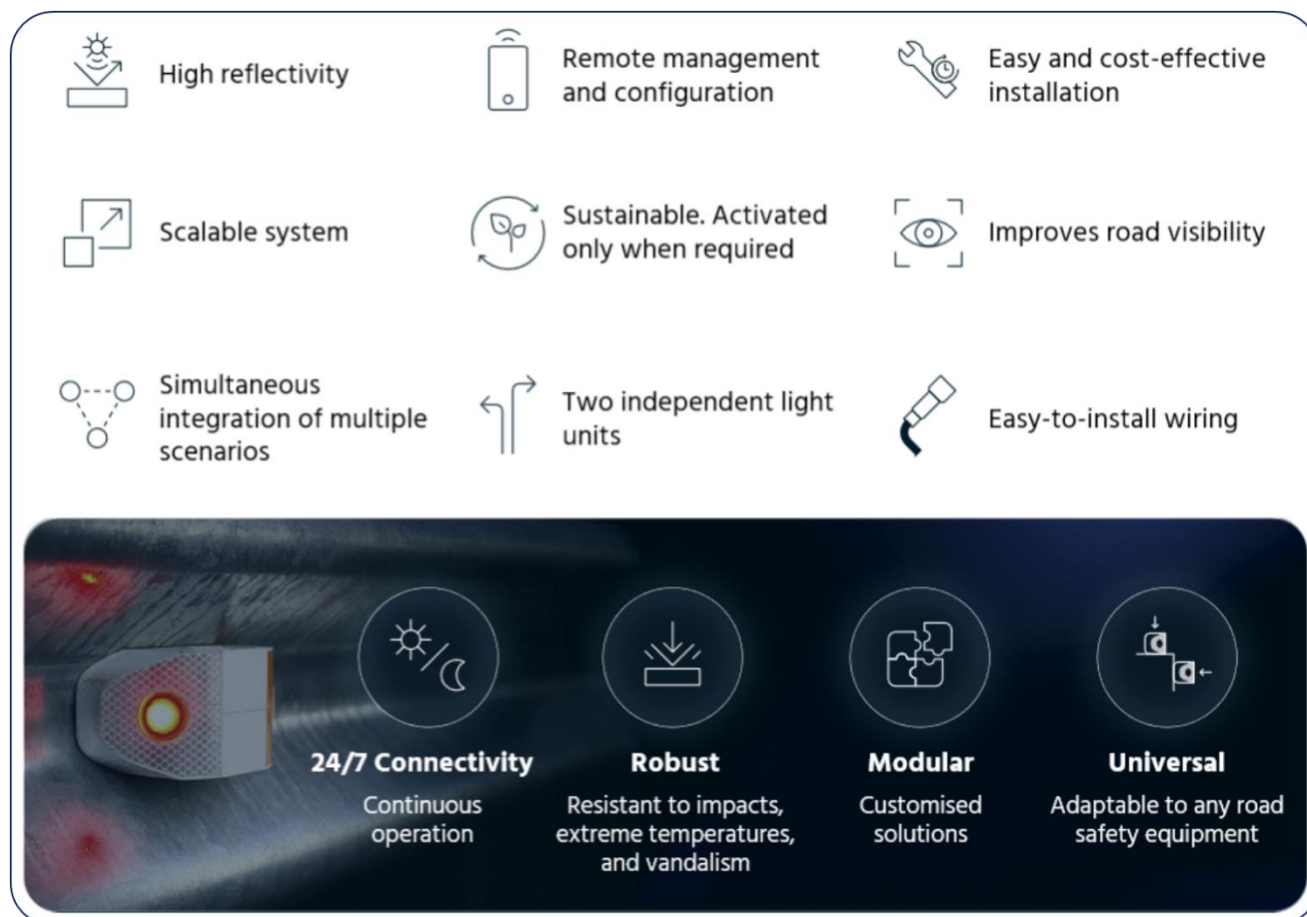 High reflectivity
Remote management
and configuration
Easy and cost-effective
installation
Scalable system
Sustainable. Activated
only when required
Improves road visibility
Simultaneous
integration of multiple
scenarios
Two independent light
units
Easy-to-install wiring
24/7 Connectivity
Continuous
operation
Robust
Resistant to impacts,
extreme temperatures,
and vandalism
Modular
Customised
solutions
Universal
Adaptable to any road
safety equipment